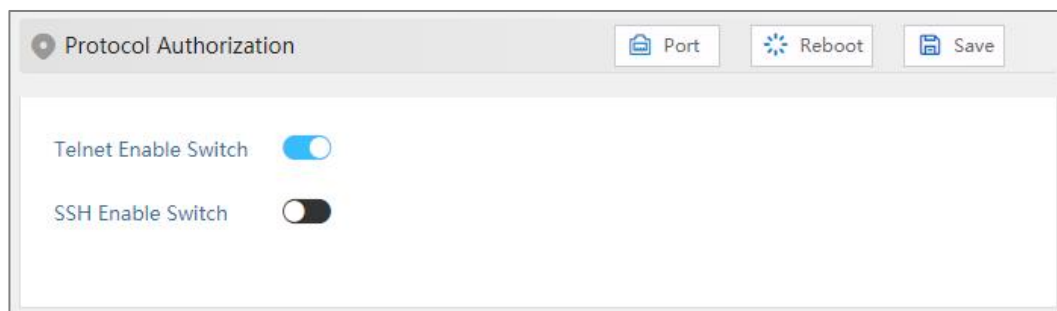 Protocol Authorization Port Reboot Save
Telnet Enable Switch
SSH Enable Switch